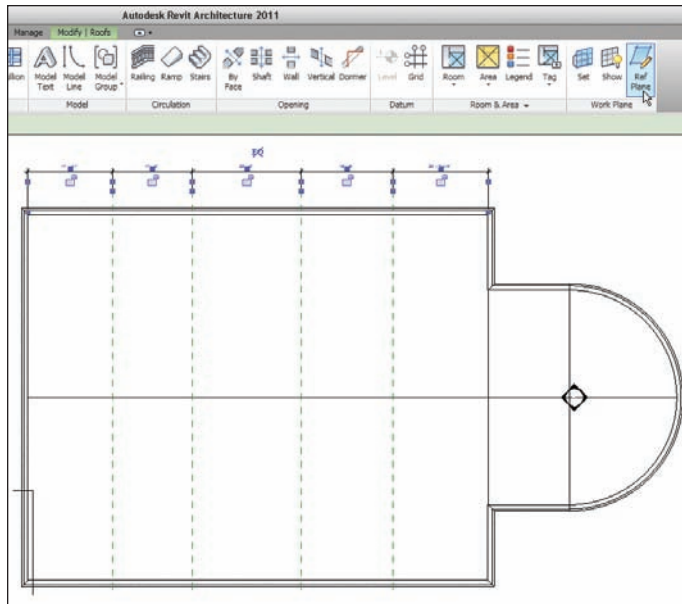 Autodesk Revit Architecture 2011
Manage Modify | Roofs
Model Text Model Line Model Group Railing Ramp Stairs By Face Shaft Wall Vertical Dormer Level Grid Room Area Legend Tag Set Show Ref Plane
Model Circulation Opening Datum Room & Area Work Plane
EQ